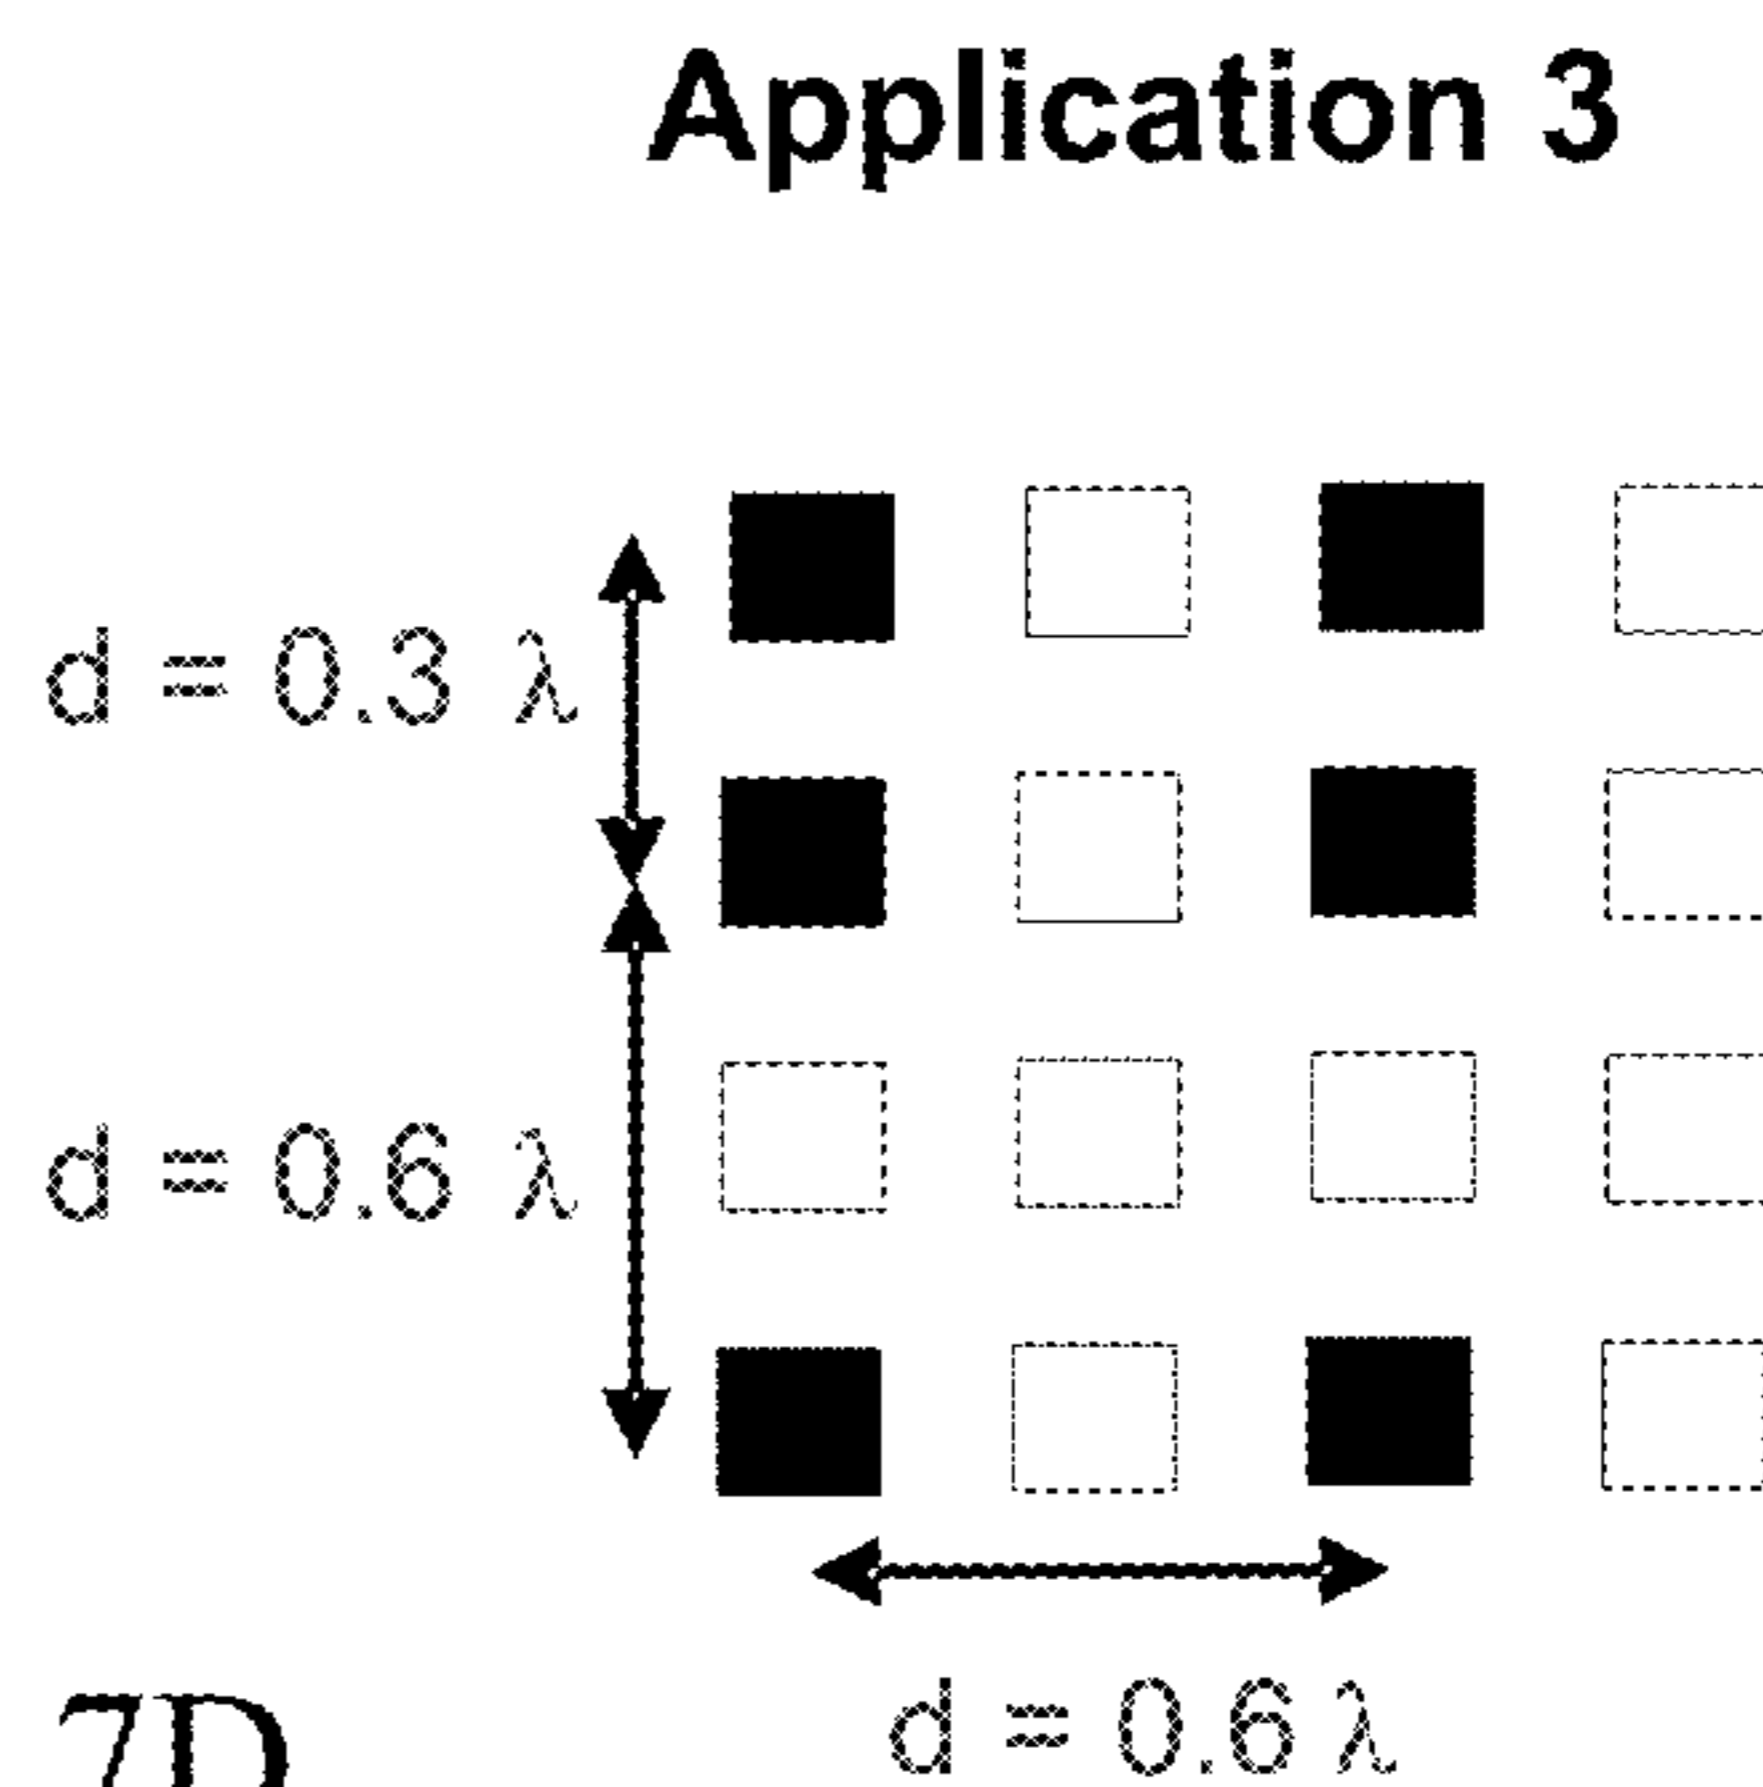 Application 3
d = 0.3 λ
d = 0.6 λ
d = 0.6 λ
7D